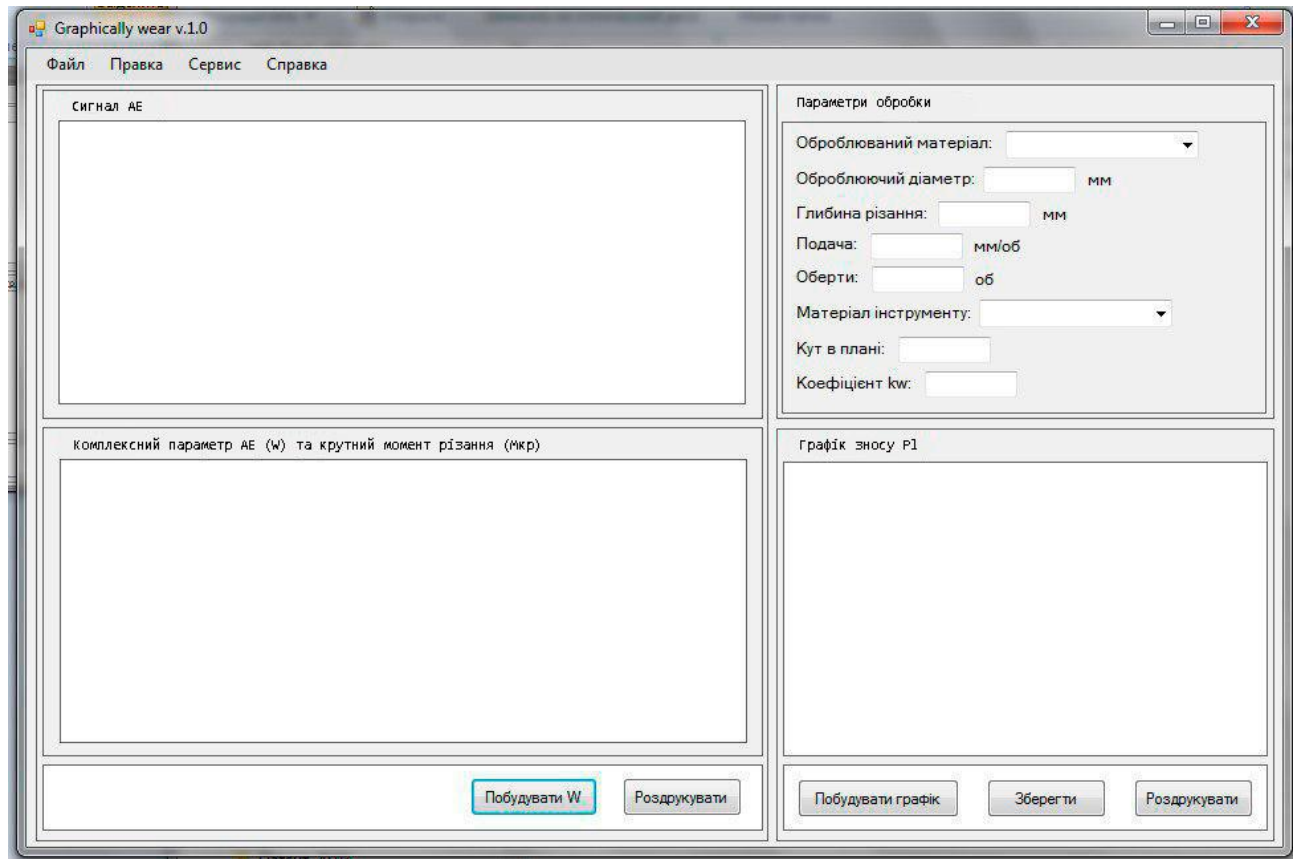 Graphically wear v.1.0
Файл Правка Сервис Справка
Сигнал АЕ
Параметри обробки
Оброблюваний матеріал:
Оброблюючий діаметр: мм
Глибина різання: мм
Подача: мм/об
Оберти: об
Матеріал інструменту:
Кут в плані:
Коефіцієнт kw:
Комплексний параметр АЕ (W) та крутний момент різання (Мкр)
Графік зносу Pl
Побудувати W Роздрукувати
Побудувати графік Зберегти Роздрукувати